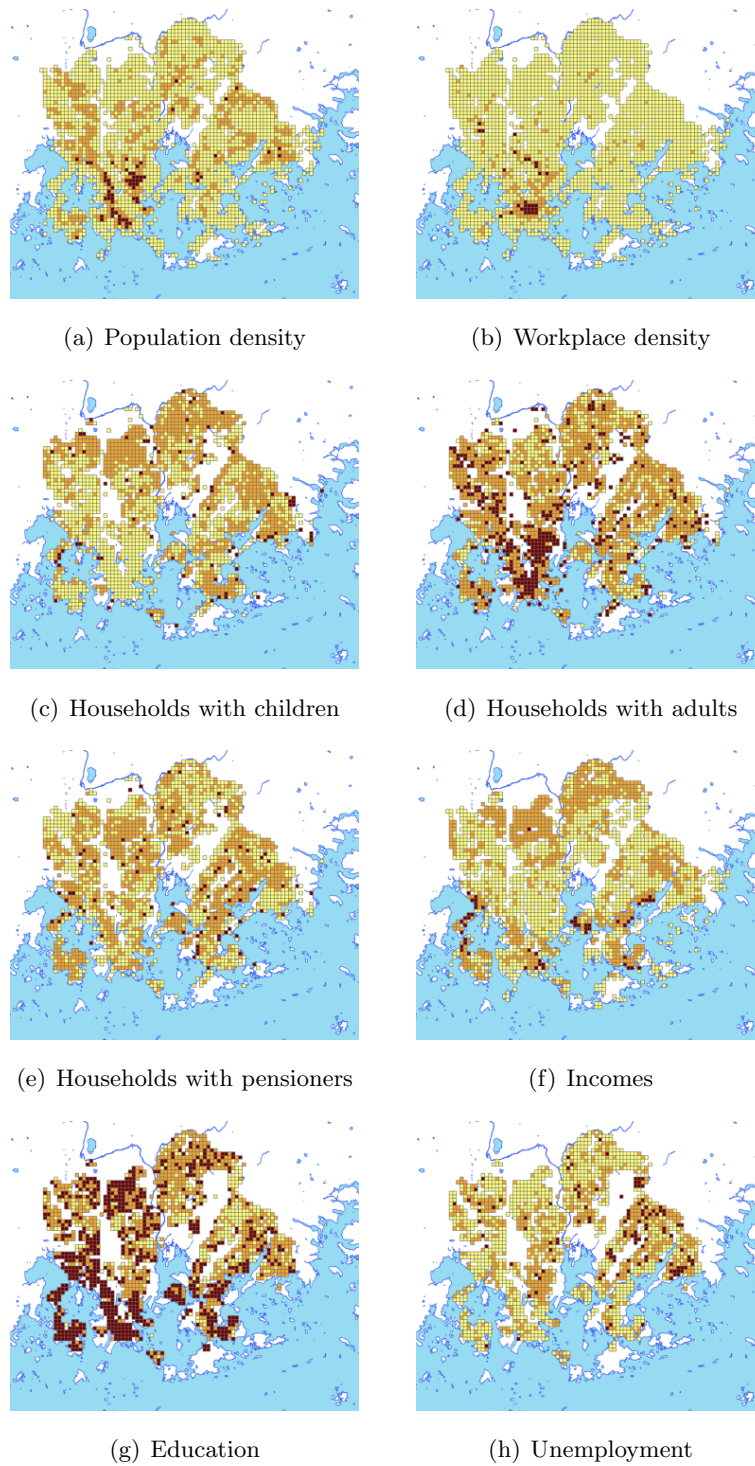 (a) Population density
(b) Workplace density
(c) Households with children
(d) Households with adults
(e) Households with pensioners
(f) Incomes
(g) Education
(h) Unemployment